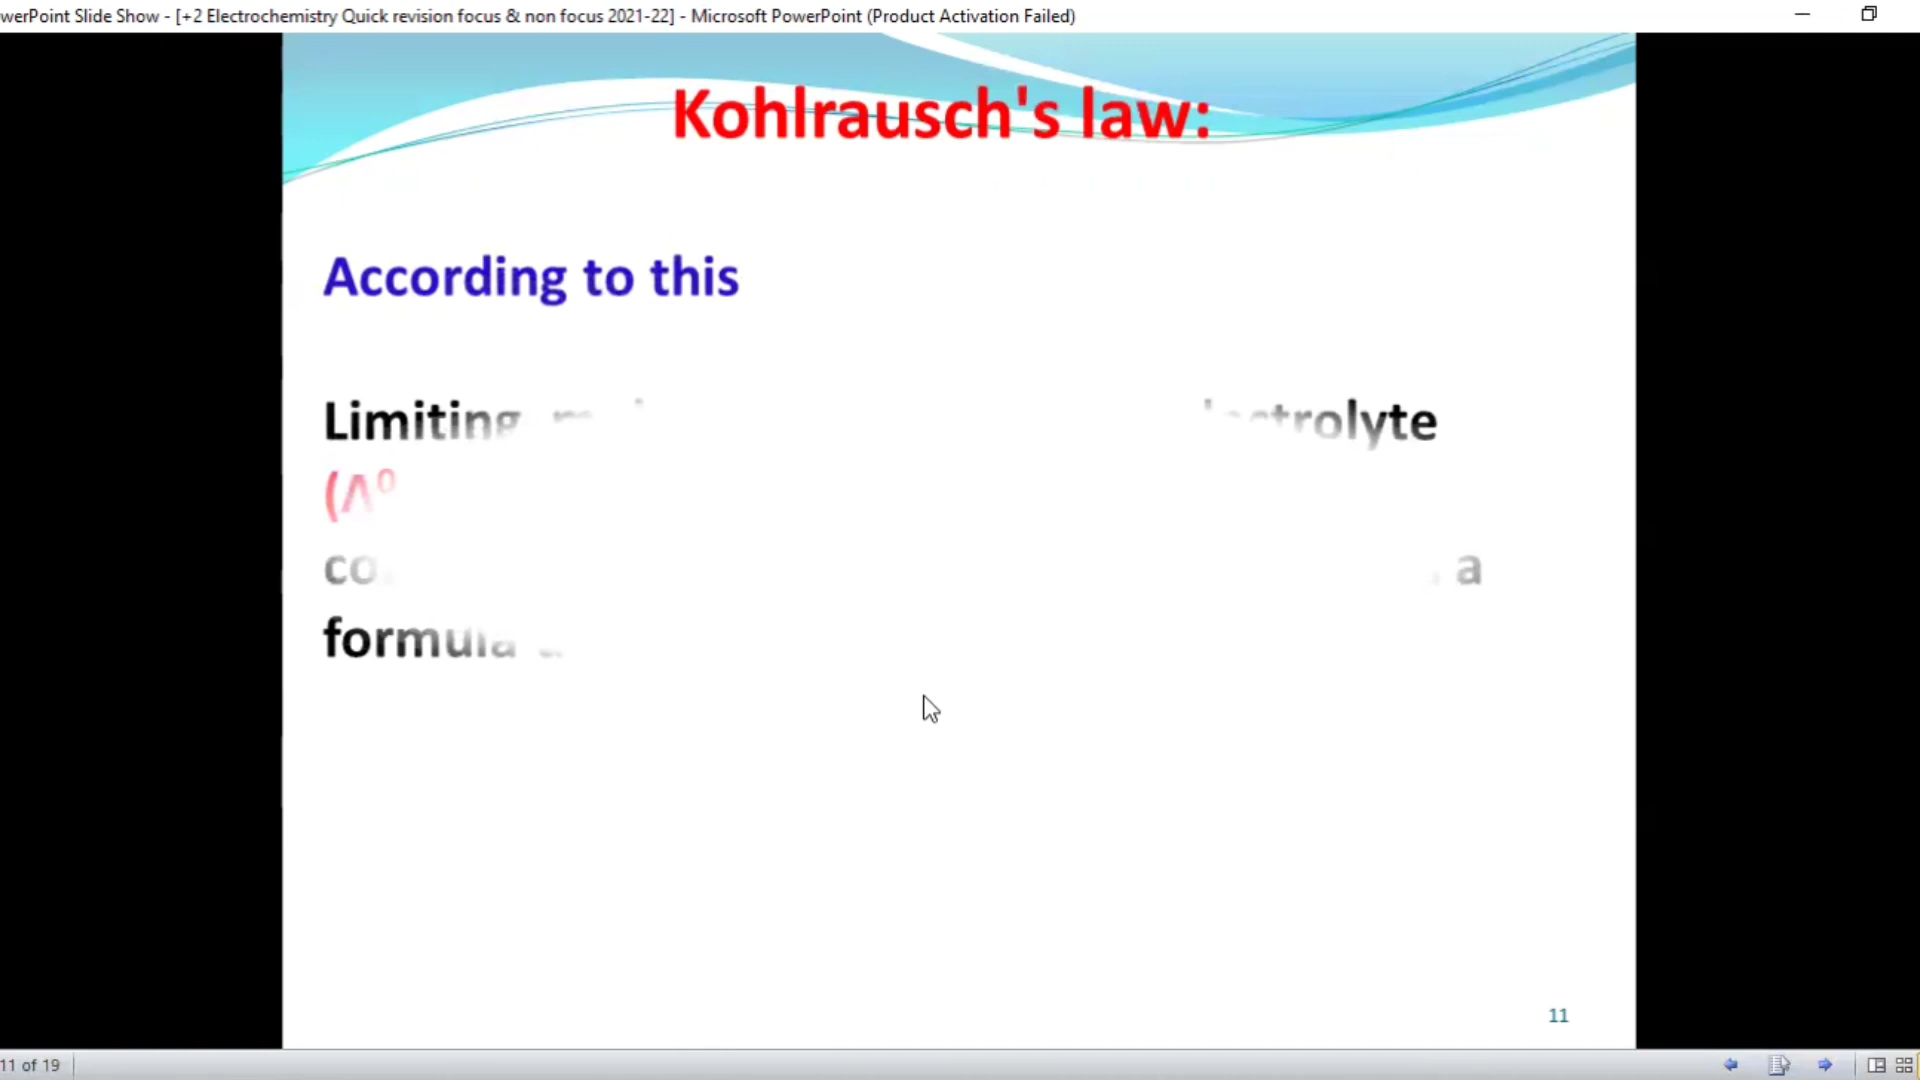 werPoint Slide Show - [+2 Electrochemistry Quick revision focus & non focus 2021-22] - Microsoft PowerPoint (Product Activation Failed)
Kohlrausch's law:
According to this
Limiting
(Λ⁰
a
formula
11
11 of 19